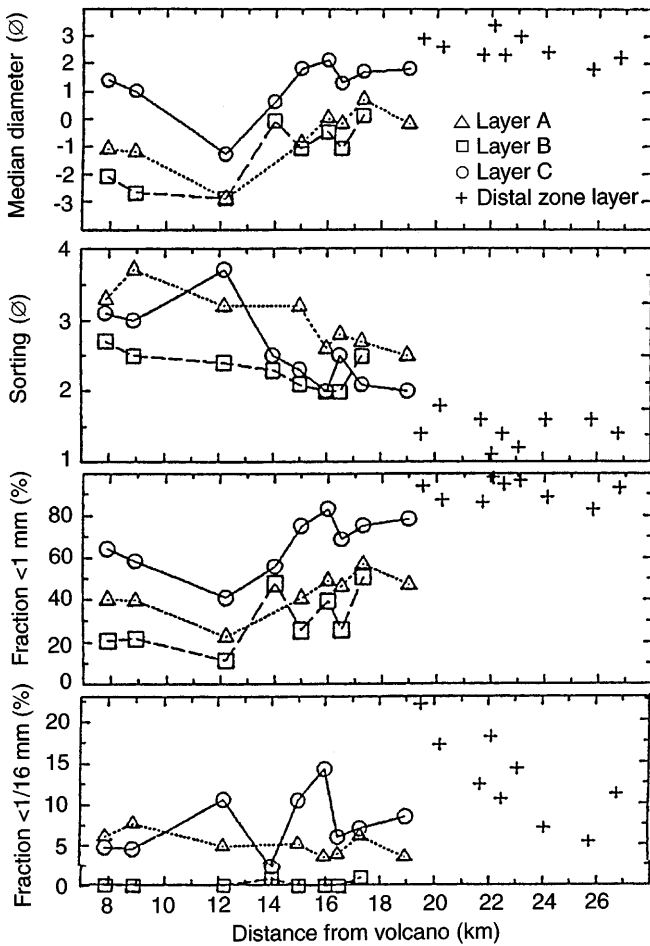 Median diameter (Ø)
3
2
1
0
-1
-2
-3
Layer A
Layer B
Layer C
Distal zone layer
Sorting (Ø)
4
3
2
1
Fraction <1 mm (%)
80
60
40
20
0
Fraction <1/16 mm (%)
20
15
10
5
0
8 10 12 14 16 18 20 22 24 26
Distance from volcano (km)